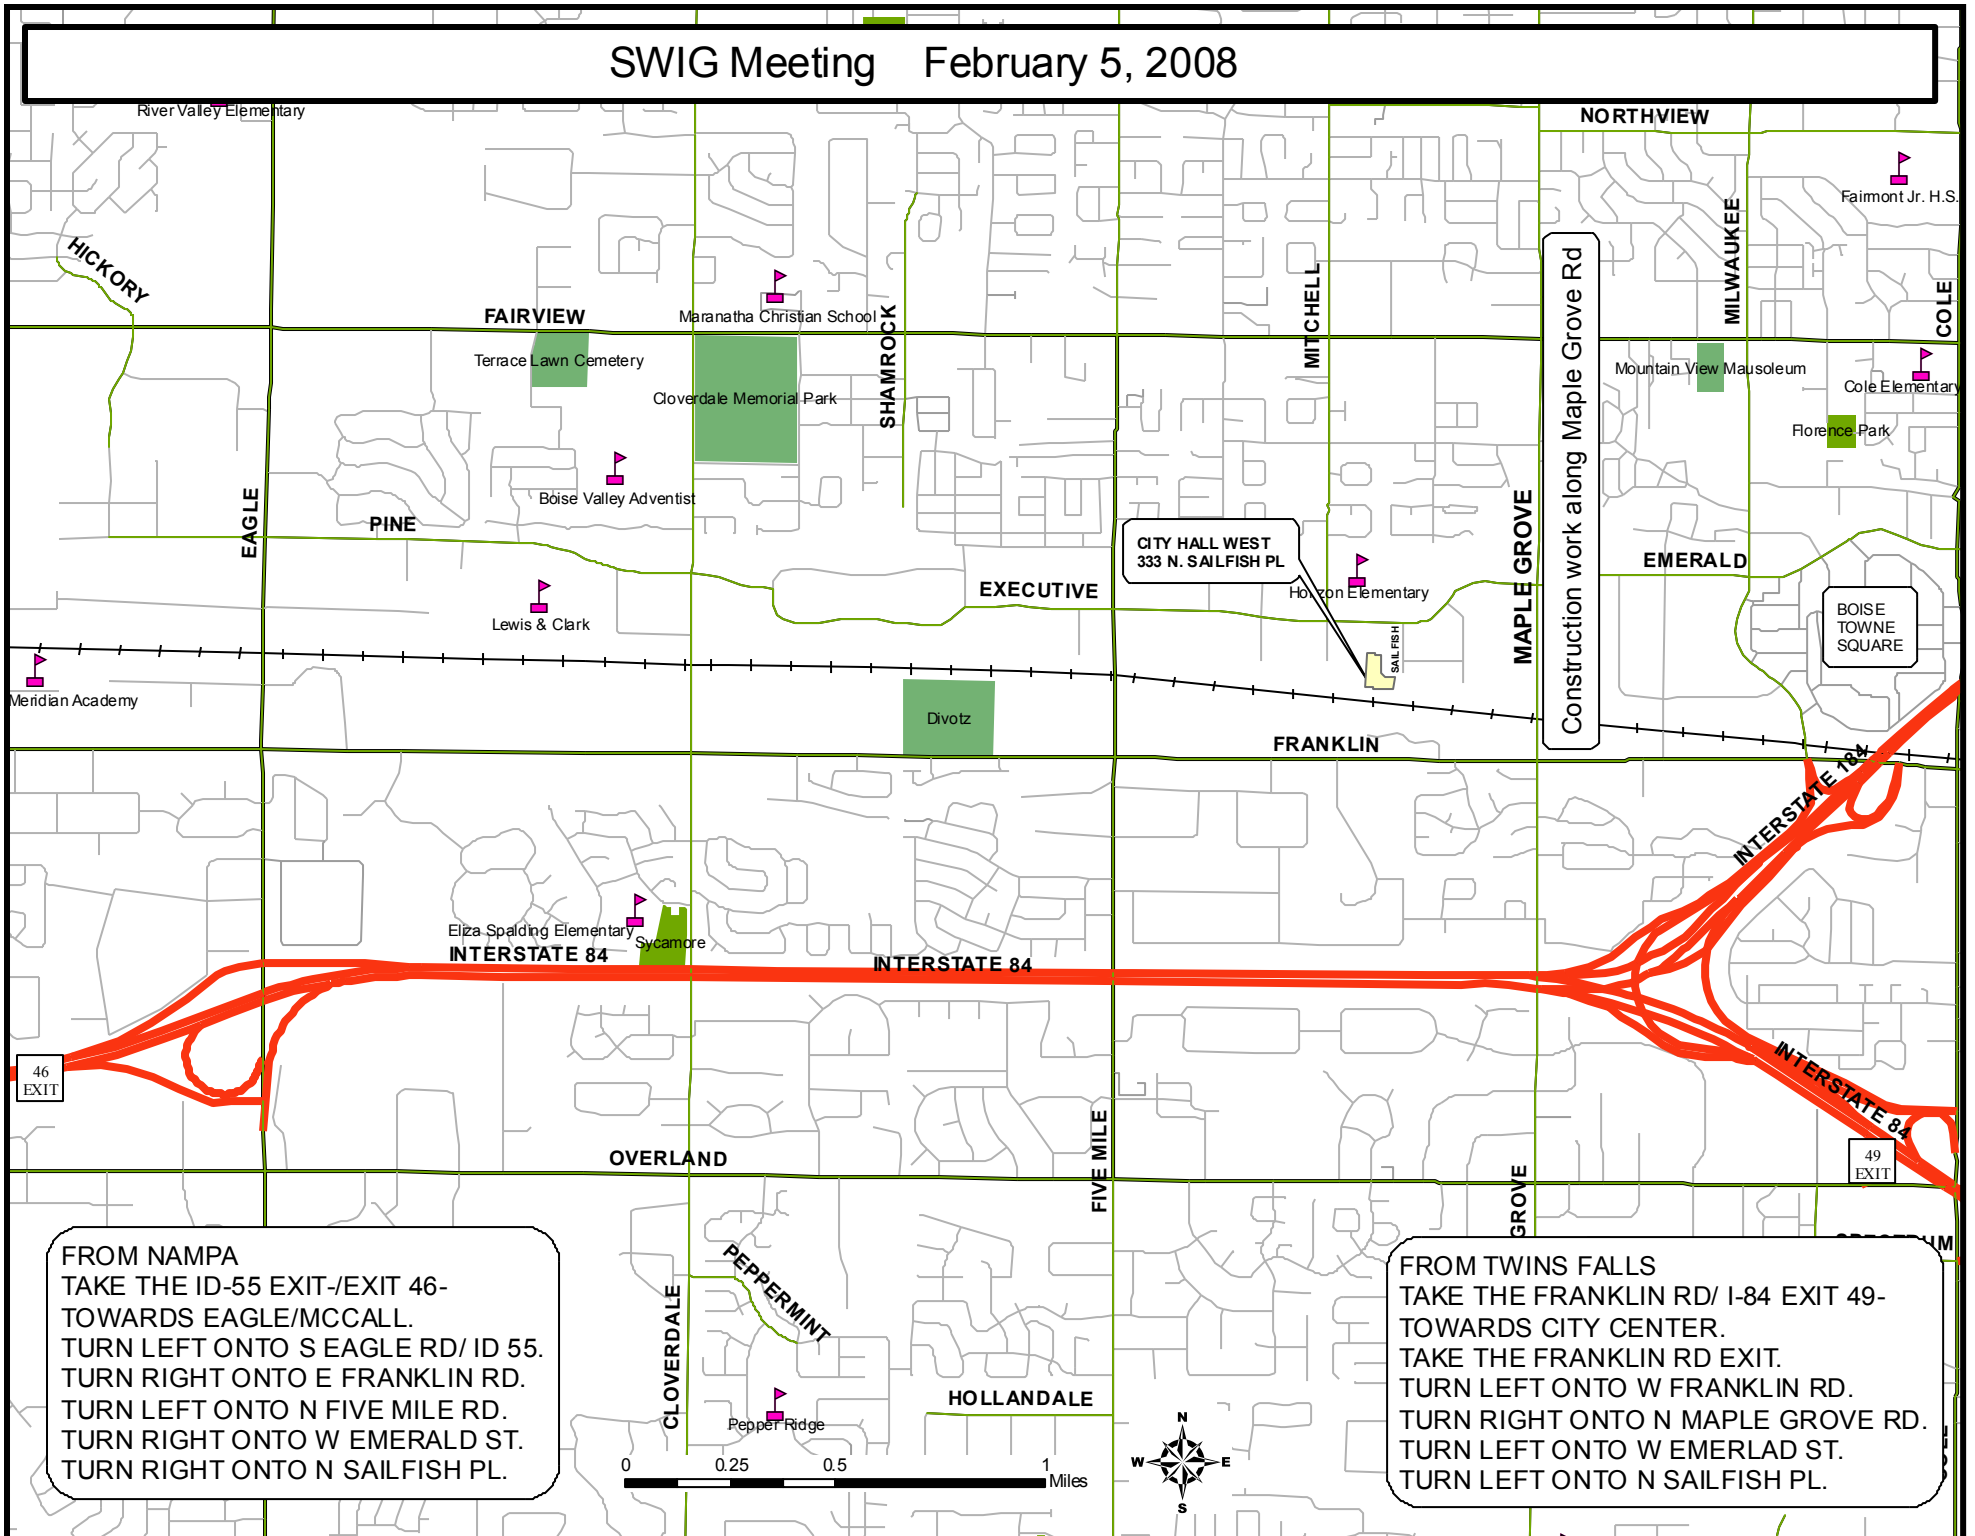 SWIG Meeting    February 5, 2008
River Valley Elementary
NORTHVIEW
Fairmont Jr. H.S.
HICKORY
MILWAUKEE
COLE
MITCHELL
FAIRVIEW
Maranatha Christian School
SHAMROCK
Construction work along Maple Grove Rd
Terrace Lawn Cemetery
Mountain View Mausoleum
Cole Elementary
Cloverdale Memorial Park
Florence Park
Boise Valley Adventist
EAGLE
PINE
MAPLE GROVE
CITY HALL WEST
333 N. SAILFISH PL
EMERALD
EXECUTIVE
Horizon Elementary
Lewis & Clark
BOISE
TOWNE
SQUARE
SAILFISH
Meridian Academy
Divotz
FRANKLIN
INTERSTATE 184
Eliza Spalding Elementary
Sycamore
INTERSTATE 84
INTERSTATE 84
46
EXIT
INTERSTATE 84
49
EXIT
OVERLAND
FIVE MILE
GROVE
SPECTRUM
FROM NAMPA
TAKE THE ID-55 EXIT-/EXIT 46-
TOWARDS EAGLE/MCCALL.
TURN LEFT ONTO S EAGLE RD/ ID 55.
TURN RIGHT ONTO E FRANKLIN RD.
TURN LEFT ONTO N FIVE MILE RD.
TURN RIGHT ONTO W EMERALD ST.
TURN RIGHT ONTO N SAILFISH PL.
PEPPERMINT
CLOVERDALE
Pepper Ridge
HOLLANDALE
0 0.25 0.5 1
Miles
N
W E
S
FROM TWINS FALLS
TAKE THE FRANKLIN RD/ I-84 EXIT 49-
TOWARDS CITY CENTER.
TAKE THE FRANKLIN RD EXIT.
TURN LEFT ONTO W FRANKLIN RD.
TURN RIGHT ONTO N MAPLE GROVE RD.
TURN LEFT ONTO W EMERLAD ST.
TURN LEFT ONTO N SAILFISH PL.